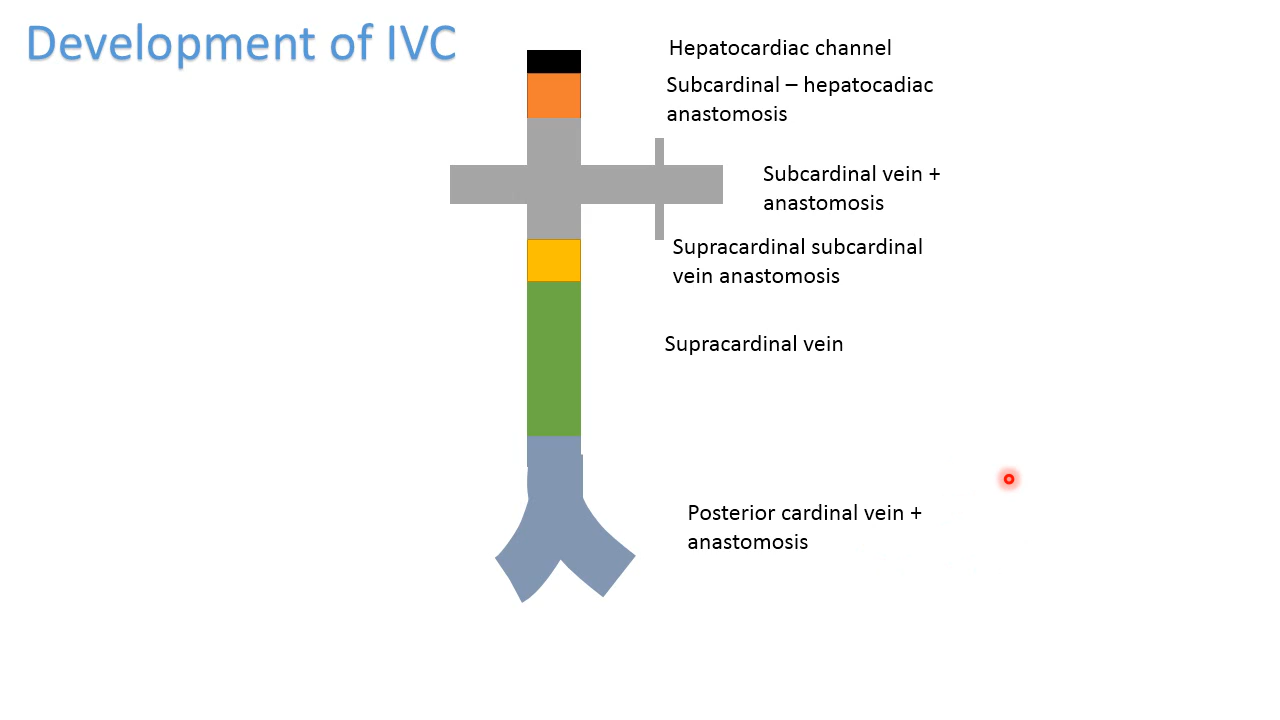 Development of IVC
Hepatocardiac channel
Subcardinal – hepatocadiac
anastomosis
Subcardinal vein +
anastomosis
Supracardinal subcardinal
vein anastomosis
Supracardinal vein
Posterior cardinal vein +
anastomosis